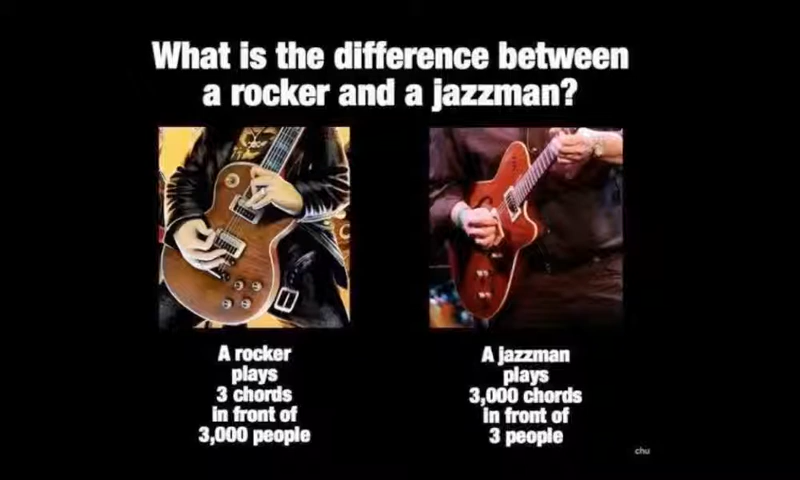 What is the difference between
a rocker and a jazzman?
A rocker
plays
3 chords
in front of
3,000 people
A jazzman
plays
3,000 chords
in front of
3 people
chu